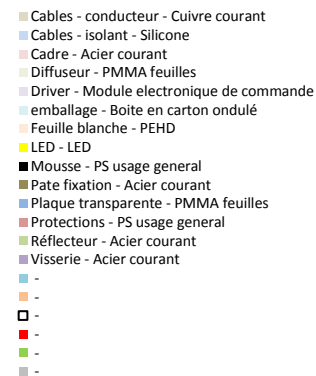 Cables - conducteur - Cuivre courant
Cables - isolant - Silicone
Cadre - Acier courant
Diffuseur - PMMA feuilles
Driver - Module electronique de commande
emballage - Boite en carton ondulé
Feuille blanche - PEHD
LED - LED
Mousse - PS usage general
Pate fixation - Acier courant
Plaque transparente - PMMA feuilles
Protections - PS usage general
Réflecteur - Acier courant
Visserie - Acier courant
-
-
-
-
-
-